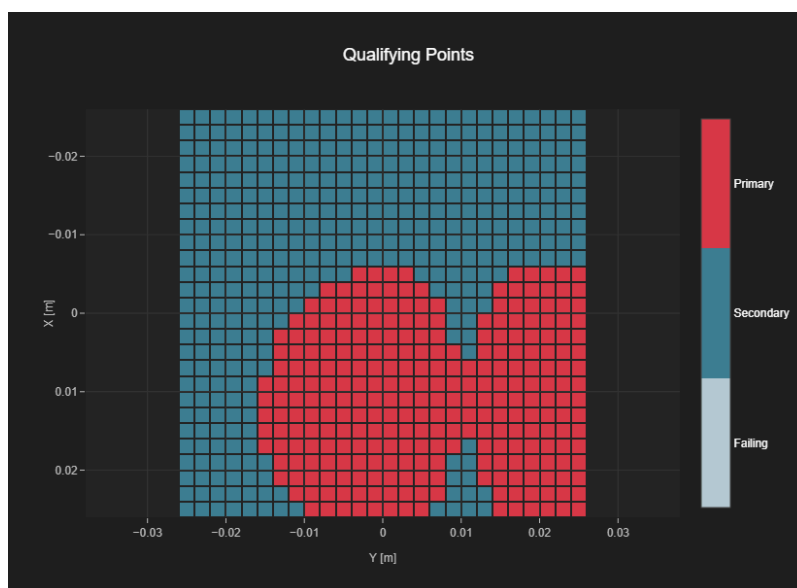 Qualifying Points
−0.02
−0.01
0
0.01
0.02
X [m]
−0.03
−0.02
−0.01
0
0.01
0.02
0.03
Y [m]
Primary
Secondary
Failing